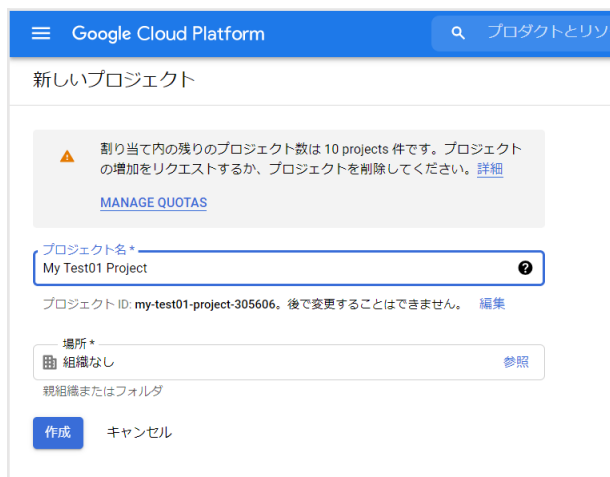 Google Cloud Platform
プロダクトとリソ
新しいプロジェクト
割り当て内の残りのプロジェクト数は 10 projects 件です。プロジェクト
の増加をリクエストするか、プロジェクトを削除してください。詳細
MANAGE QUOTAS
プロジェクト名 *
My Test01 Project
プロジェクト ID: my-test01-project-305606。後で変更することはできません。 編集
場所 *
組織なし 参照
親組織またはフォルダ
作成 キャンセル